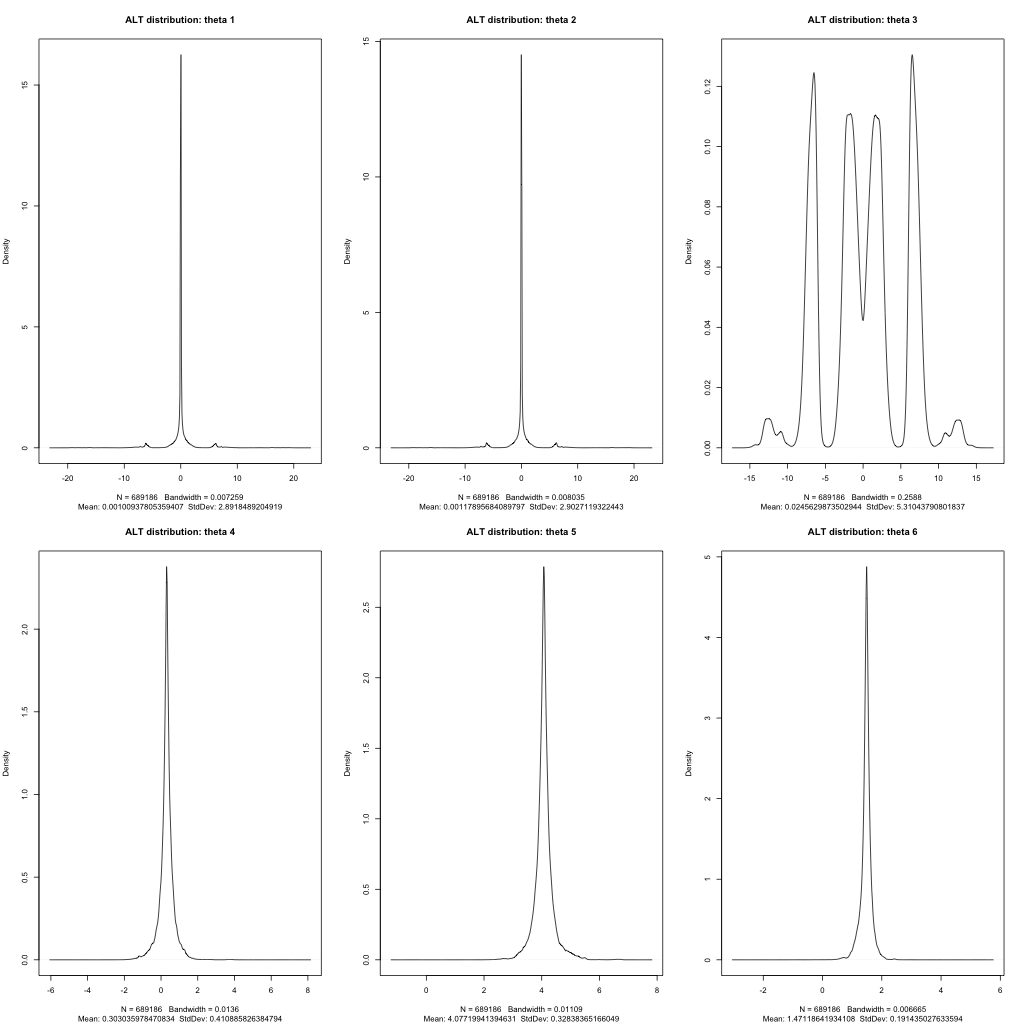 ALT distribution: theta 1
Density
15
10
5
0
-20 -10 0 10 20
N = 689186 Bandwidth = 0.007259
Mean: 0.00100937805359407 StdDev: 2.8918489204919
ALT distribution: theta 2
Density
15
10
5
0
-20 -10 0 10 20
N = 689186 Bandwidth = 0.008035
Mean: 0.00117895684089797 StdDev: 2.9027119322443
ALT distribution: theta 3
Density
0.12
0.10
0.08
0.06
0.04
0.02
0.00
-15 -10 -5 0 5 10 15
N = 689186 Bandwidth = 0.2588
Mean: 0.0245629873502944 StdDev: 5.31043790801837
ALT distribution: theta 4
Density
2.0
1.5
1.0
0.5
0.0
-6 -4 -2 0 2 4 6 8
N = 689186 Bandwidth = 0.0136
Mean: 0.303035978470834 StdDev: 0.410885826384794
ALT distribution: theta 5
Density
2.5
2.0
1.5
1.0
0.5
0.0
0 2 4 6 8
N = 689186 Bandwidth = 0.01109
Mean: 4.07719941394631 StdDev: 0.32838365166049
ALT distribution: theta 6
Density
5
4
3
2
1
0
-2 0 2 4 6
N = 689186 Bandwidth = 0.006665
Mean: 1.47118641934108 StdDev: 0.191435027633594